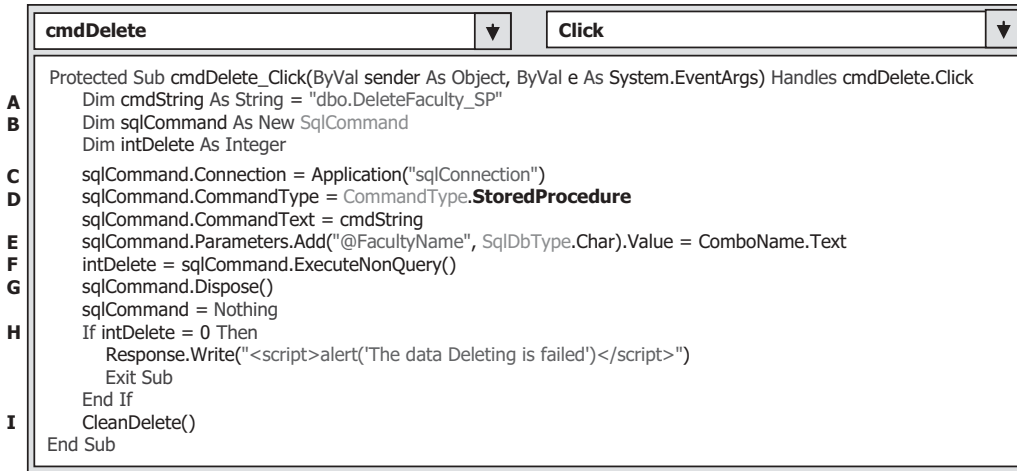 cmdDelete Click
Protected Sub cmdDelete_Click(ByVal sender As Object, ByVal e As System.EventArgs) Handles cmdDelete.Click
A Dim cmdString As String = "dbo.DeleteFaculty_SP"
B Dim sqlCommand As New SqlCommand
Dim intDelete As Integer
C sqlCommand.Connection = Application("sqlConnection")
D sqlCommand.CommandType = CommandType.StoredProcedure
sqlCommand.CommandText = cmdString
E sqlCommand.Parameters.Add("@FacultyName", SqlDbType.Char).Value = ComboName.Text
F intDelete = sqlCommand.ExecuteNonQuery()
G sqlCommand.Dispose()
sqlCommand = Nothing
H If intDelete = 0 Then
Response.Write("<script>alert('The data Deleting is failed')</script>")
Exit Sub
End If
I CleanDelete()
End Sub